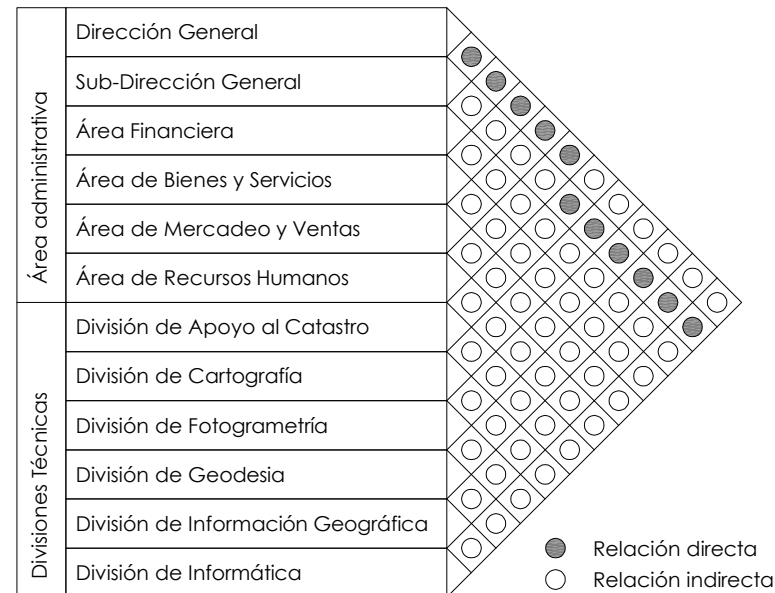 Área administrativa
Dirección General
Sub-Dirección General
Área Financiera
Área de Bienes y Servicios
Área de Mercadeo y Ventas
Área de Recursos Humanos
Divisiones Técnicas
División de Apoyo al Catastro
División de Cartografía
División de Fotogrametría
División de Geodesia
División de Información Geográfica
División de Informática
Relación directa
Relación indirecta